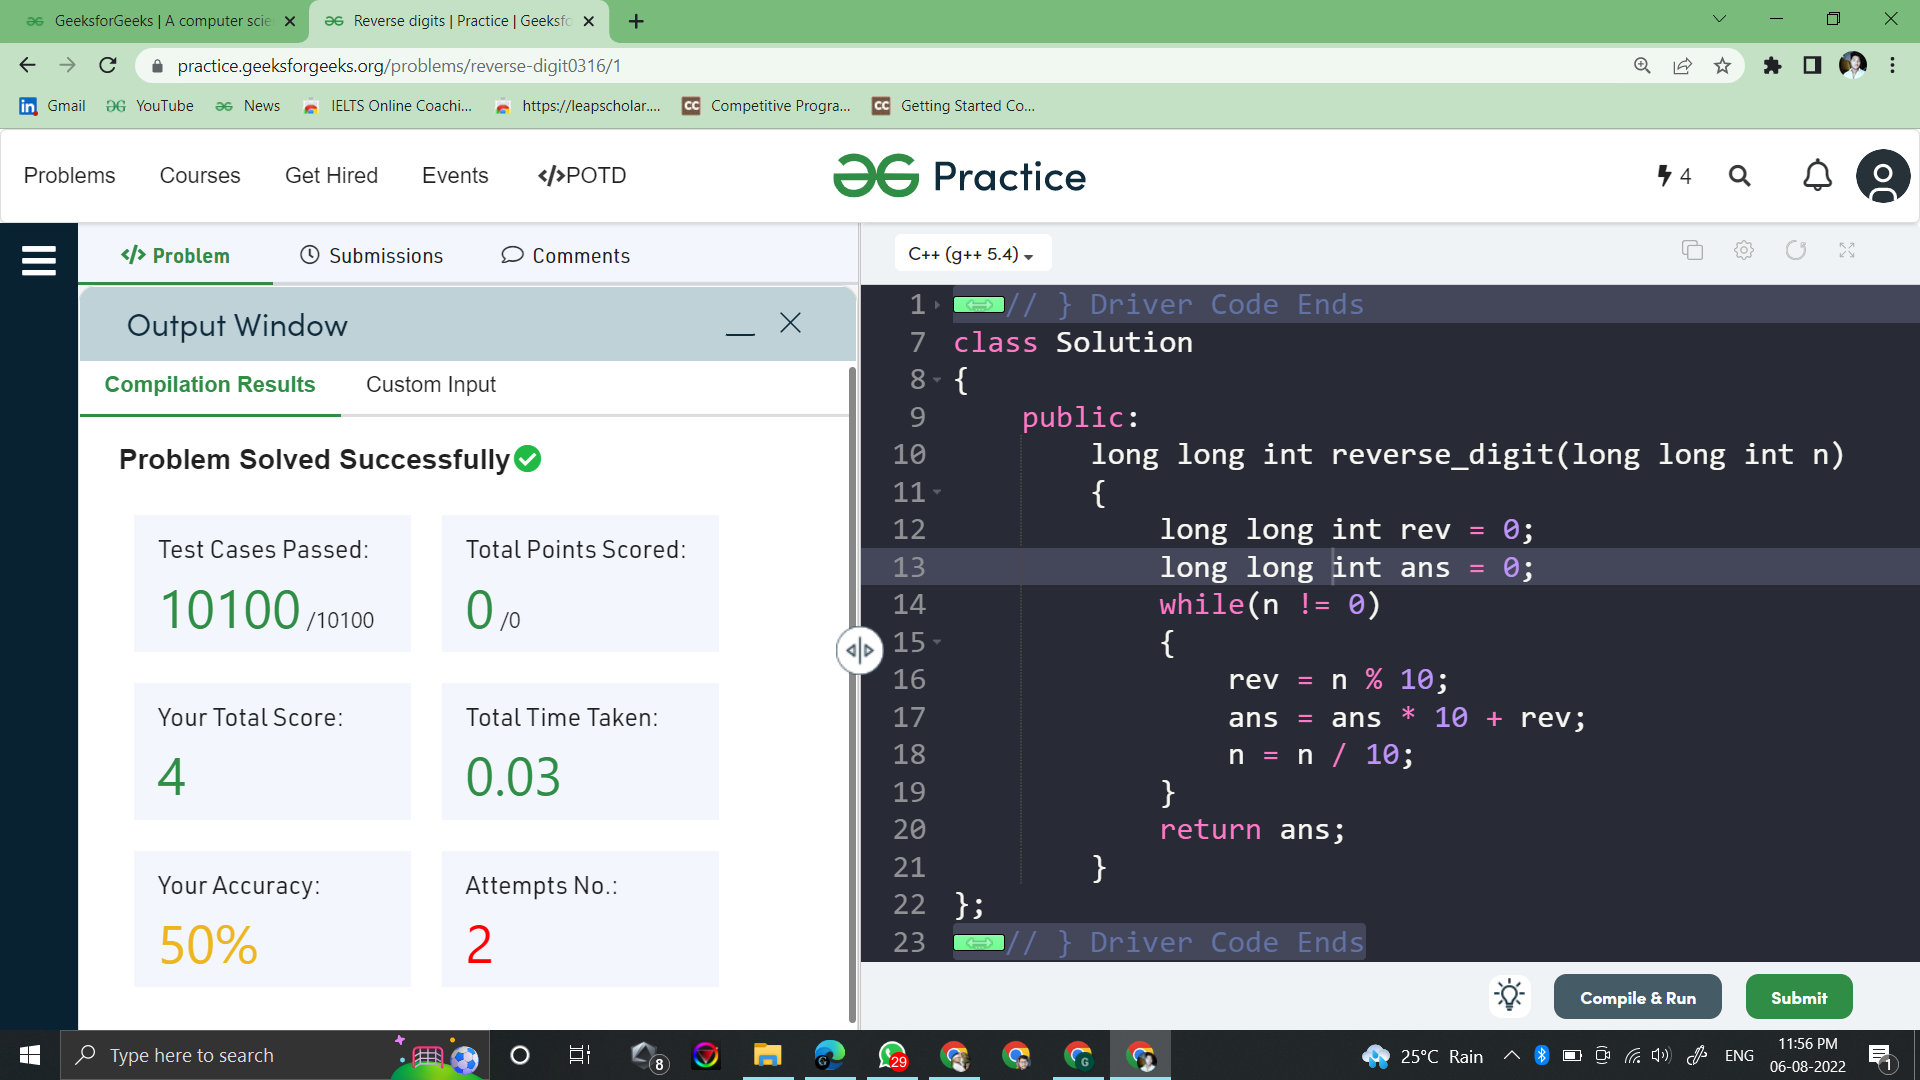 GeeksforGeeks | A computer scie
Reverse digits | Practice | Geeksfo
practice.geeksforgeeks.org/problems/reverse-digit0316/1
Gmail
YouTube
News
IELTS Online Coachi...
https://leapscholar....
CC
Competitive Progra...
CC
Getting Started Co...
Problems
Courses
Get Hired
Events
</>POTD
Practice
4
</> Problem
Submissions
Comments
C++ (g++ 5.4)
Output Window
Compilation Results
Custom Input
Problem Solved Successfully
Test Cases Passed:
10100 /10100
Total Points Scored:
0 /0
Your Total Score:
4
Total Time Taken:
0.03
Your Accuracy:
50%
Attempts No.:
2
1 // } Driver Code Ends
7 class Solution
8 {
9 public:
10 long long int reverse_digit(long long int n)
11 {
12 long long int rev = 0;
13 long long int ans = 0;
14 while(n != 0)
15 {
16 rev = n % 10;
17 ans = ans * 10 + rev;
18 n = n / 10;
19 }
20 return ans;
21 }
22 };
23 // } Driver Code Ends
Compile & Run
Submit
Type here to search
8
29
G
25°C Rain
ENG
11:56 PM
06-08-2022
1